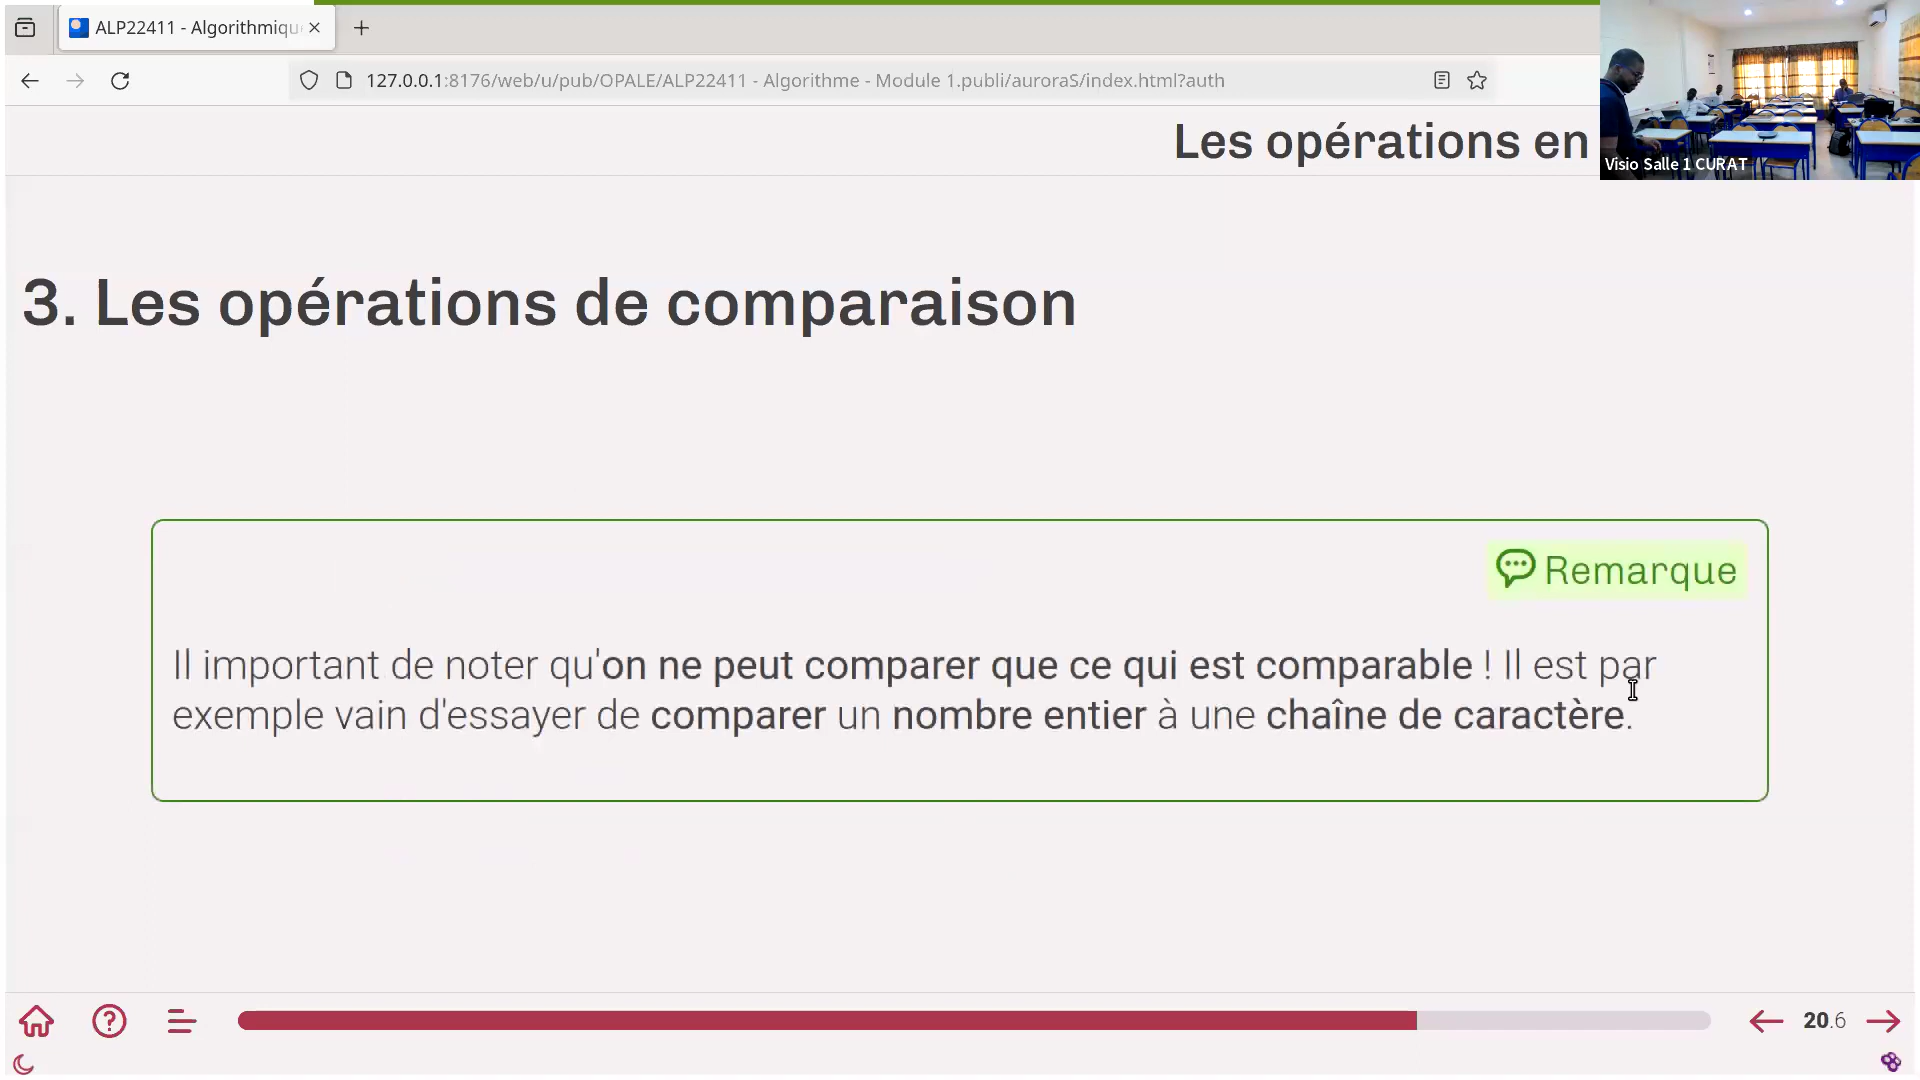 ALP22411 - Algorithmiqu
127.0.0.1:8176/web/u/pub/OPALE/ALP22411 - Algorithme - Module 1.publi/auroraS/index.html?auth
Visio Salle 1 CURAT
Les opérations en
3. Les opérations de comparaison
Remarque
Il important de noter qu'on ne peut comparer que ce qui est comparable ! Il est par
exemple vain d'essayer de comparer un nombre entier à une chaîne de caractère.
20.6